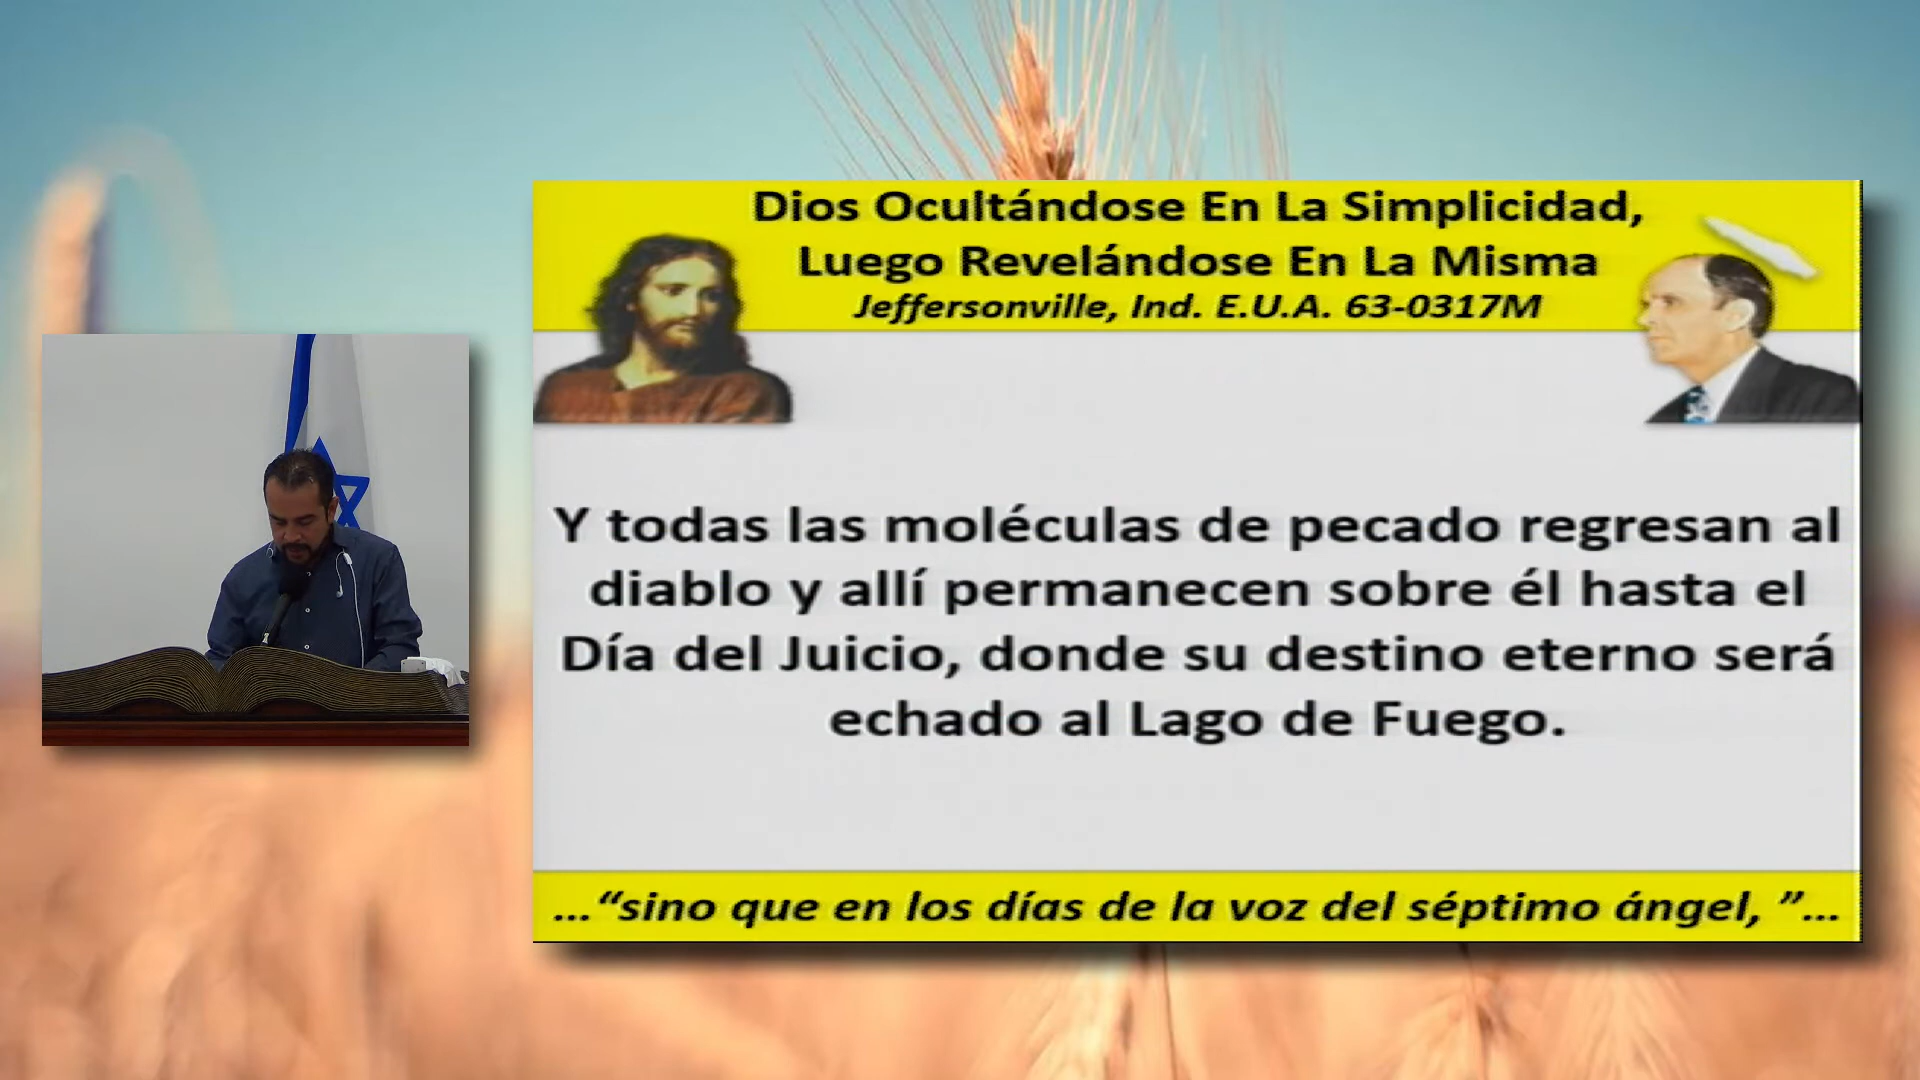 Dios Ocultándose En La Simplicidad,
Luego Revelándose En La Misma
Jeffersonville, Ind. E.U.A. 63-0317M
Y todas las moléculas de pecado regresan al
diablo y allí permanecen sobre él hasta el
Día del Juicio, donde su destino eterno será
echado al Lago de Fuego.
...“sino que en los días de la voz del séptimo ángel, ”...